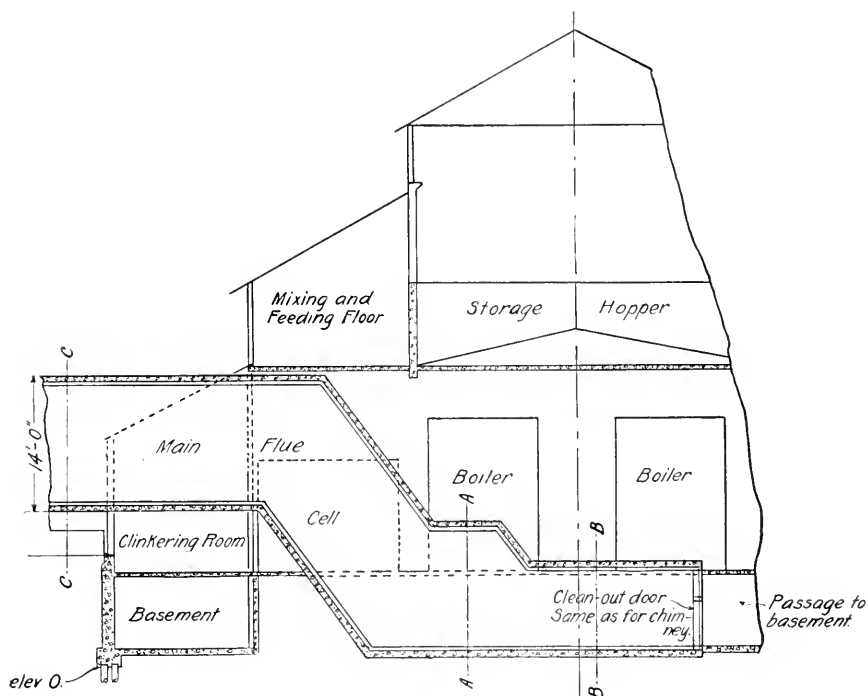 Mixing and
Feeding Floor
Storage
Hopper
C
14'-0"
Main
Flue
Boiler
Boiler
A
Cell
B
Clinkering Room
C
Clean-out door
Same as for chim-
ney.
Passage to
basement.
Basement
elev 0.
A
B